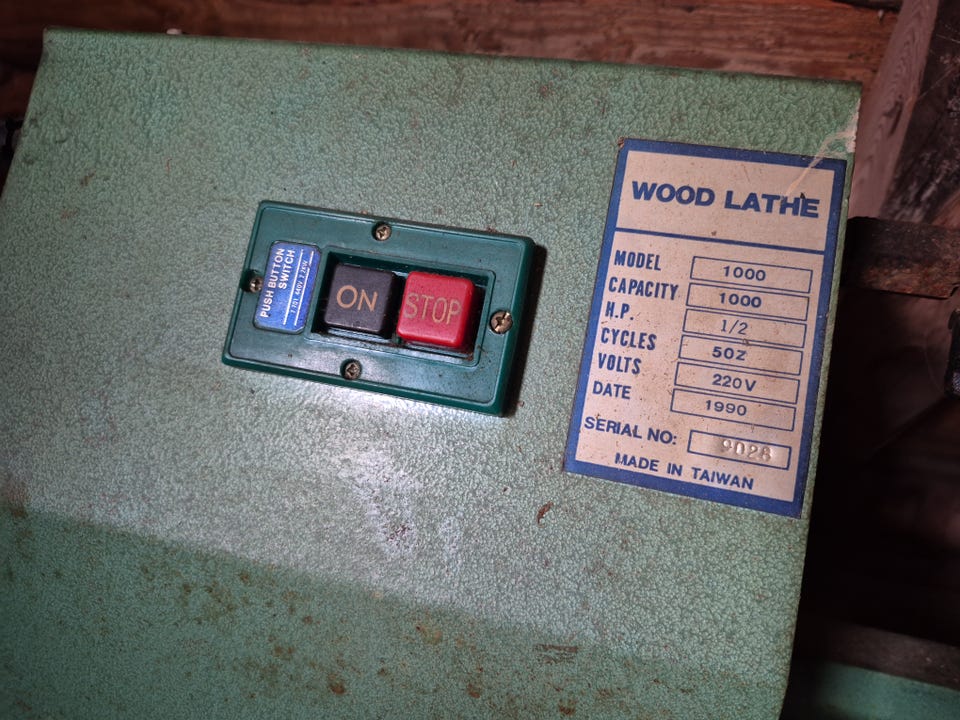 PUSH BUTTON
SWITCH
ON
STOP
WOOD LATHE
MODEL 1000
CAPACITY 1000
H.P. 1/2
CYCLES 50Z
VOLTS 220V
DATE 1990
SERIAL NO: 9028
MADE IN TAIWAN